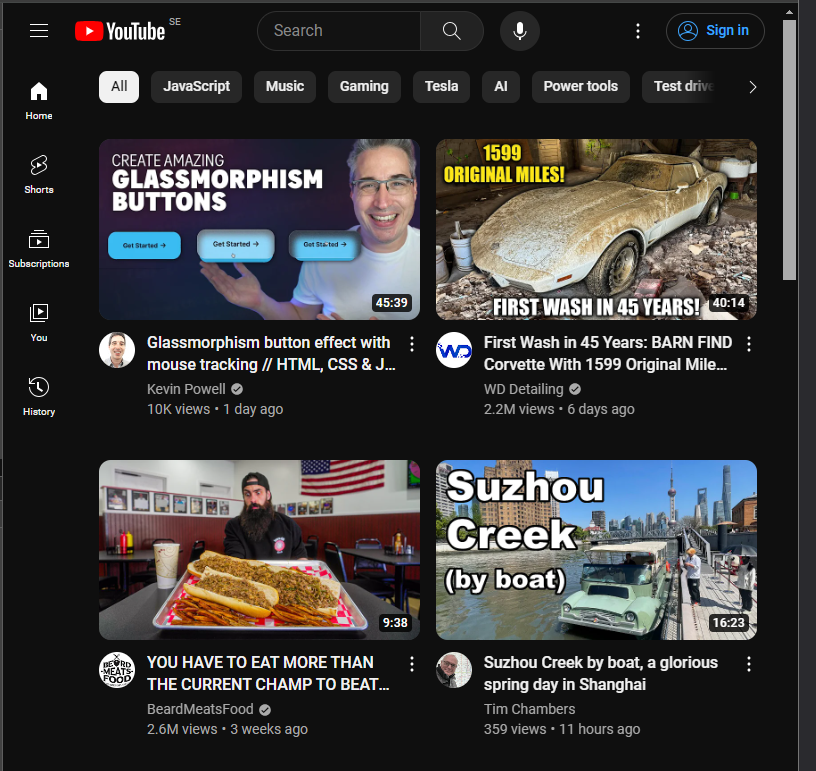 YouTube SE
Search
Sign in
All JavaScript Music Gaming Tesla AI Power tools Test drive
Home
Shorts
Subscriptions
You
History
CREATE AMAZING
GLASSMORPHISM
BUTTONS
Get Started → Get Started → Get Started →
45:39
Glassmorphism button effect with
mouse tracking // HTML, CSS & J...
Kevin Powell
10K views • 1 day ago
1599
ORIGINAL MILES!
FIRST WASH IN 45 YEARS!
40:14
WD
First Wash in 45 Years: BARN FIND
Corvette With 1599 Original Mile...
WD Detailing
2.2M views • 6 days ago
9:38
BEARD
MEATS
FOOD
YOU HAVE TO EAT MORE THAN
THE CURRENT CHAMP TO BEAT...
BeardMeatsFood
2.6M views • 3 weeks ago
Suzhou
Creek
(by boat)
16:23
Suzhou Creek by boat, a glorious
spring day in Shanghai
Tim Chambers
359 views • 11 hours ago